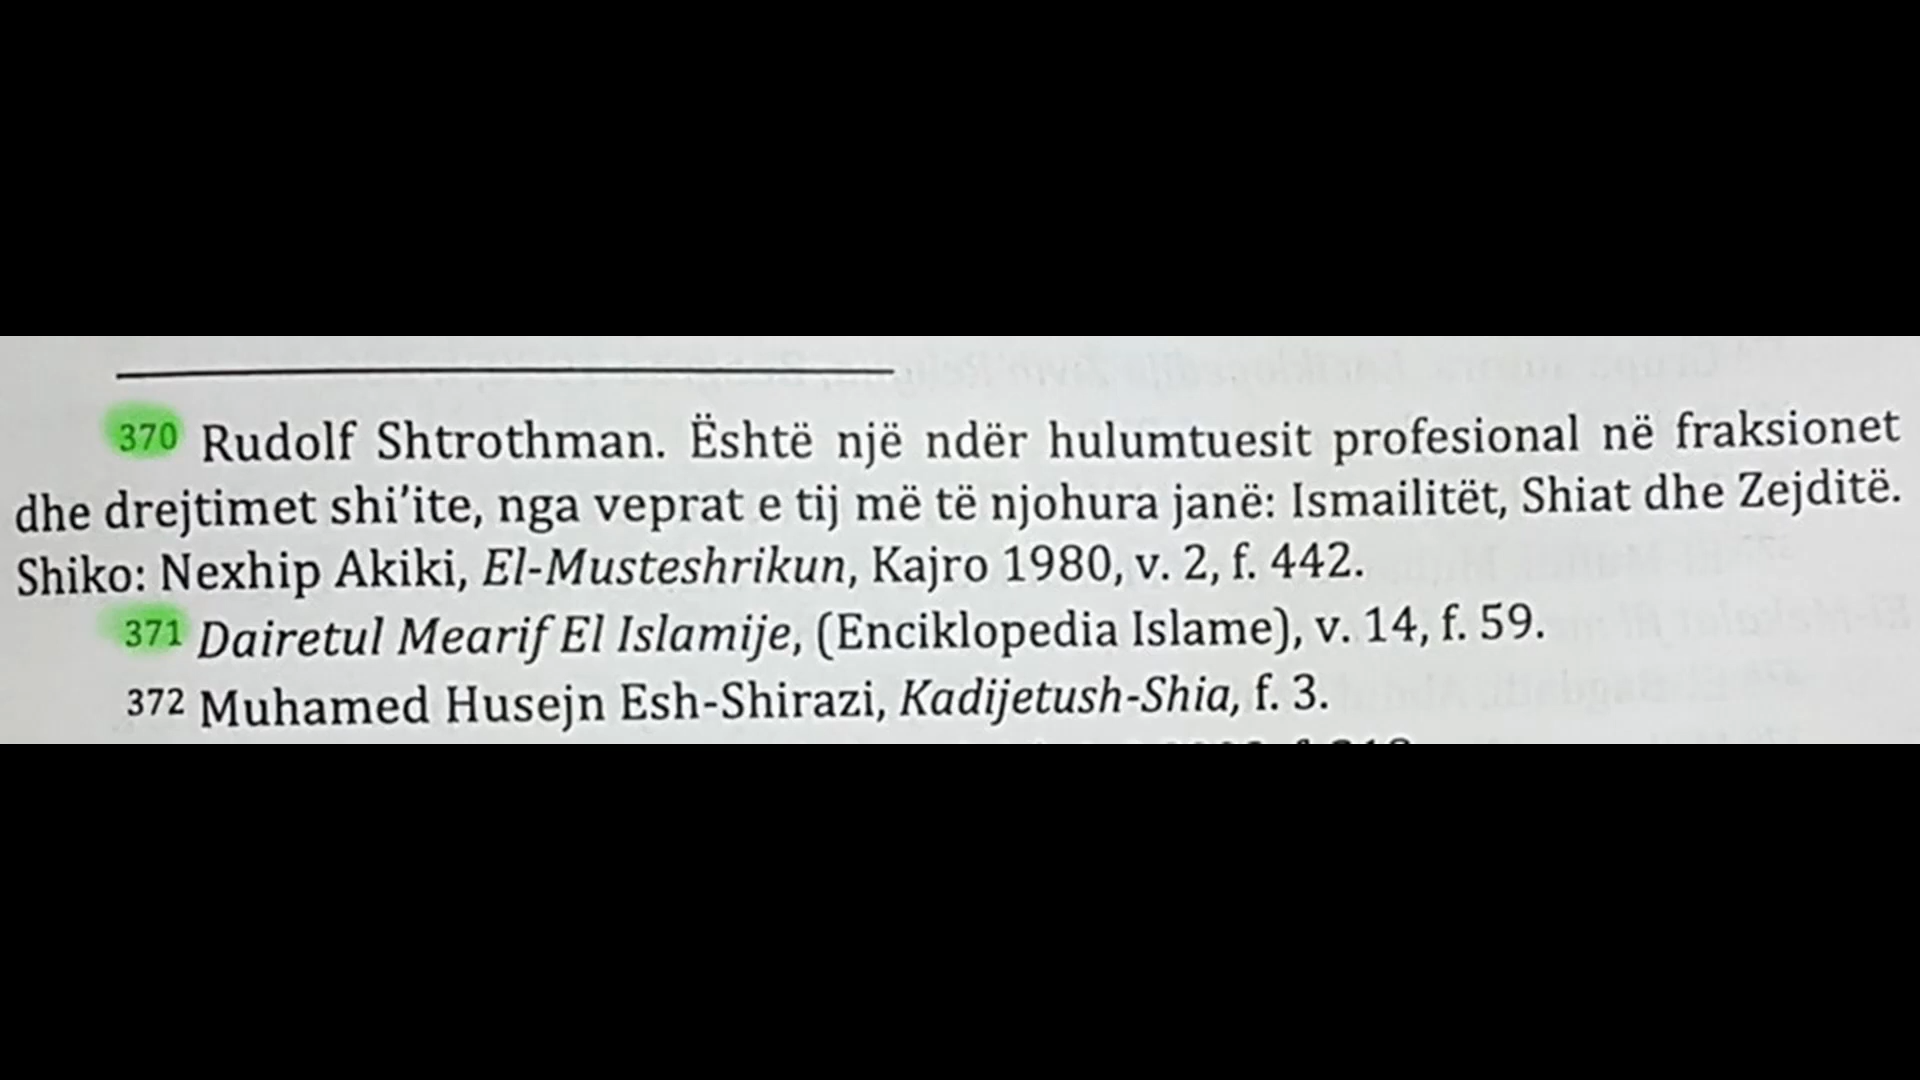 370 Rudolf Shtrothman. Është një ndër hulumtuesit profesional në fraksionet
dhe drejtimet shi’ite, nga veprat e tij më të njohura janë: Ismailitët, Shiat dhe Zejditë.
Shiko: Nexhip Akiki, El-Musteshrikun, Kajro 1980, v. 2, f. 442.
371 Dairetul Mearif El Islamije, (Enciklopedia Islame), v. 14, f. 59.
372 Muhamed Husejn Esh-Shirazi, Kadijetush-Shia, f. 3.